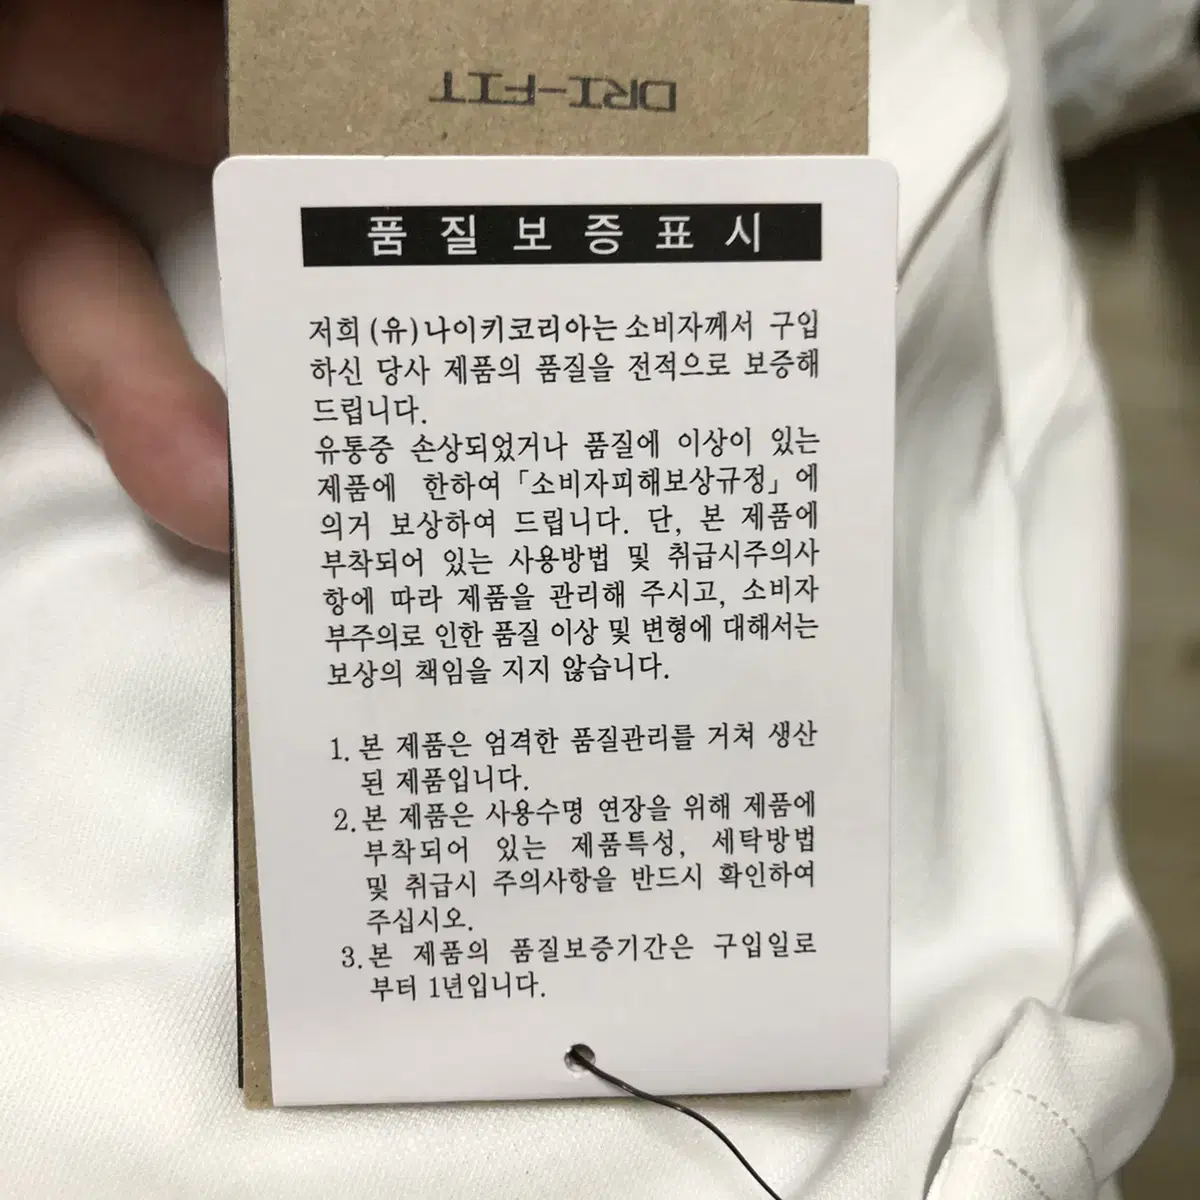 DRI-FIT
품질보증표시
저희 (유)나이키코리아는 소비자께서 구입
하신 당사 제품의 품질을 전적으로 보증해
드립니다.
유통중 손상되었거나 품질에 이상이 있는
제품에 한하여 「소비자피해보상규정」에
의거 보상하여 드립니다. 단, 본 제품에
부착되어 있는 사용방법 및 취급시주의사
항에 따라 제품을 관리해 주시고, 소비자
부주의로 인한 품질 이상 및 변형에 대해서는
보상의 책임을 지지 않습니다.
1. 본 제품은 엄격한 품질관리를 거쳐 생산
된 제품입니다.
2. 본 제품은 사용수명 연장을 위해 제품에
부착되어 있는 제품특성, 세탁방법
및 취급시 주의사항을 반드시 확인하여
주십시오.
3. 본 제품의 품질보증기간은 구입일로
부터 1년입니다.